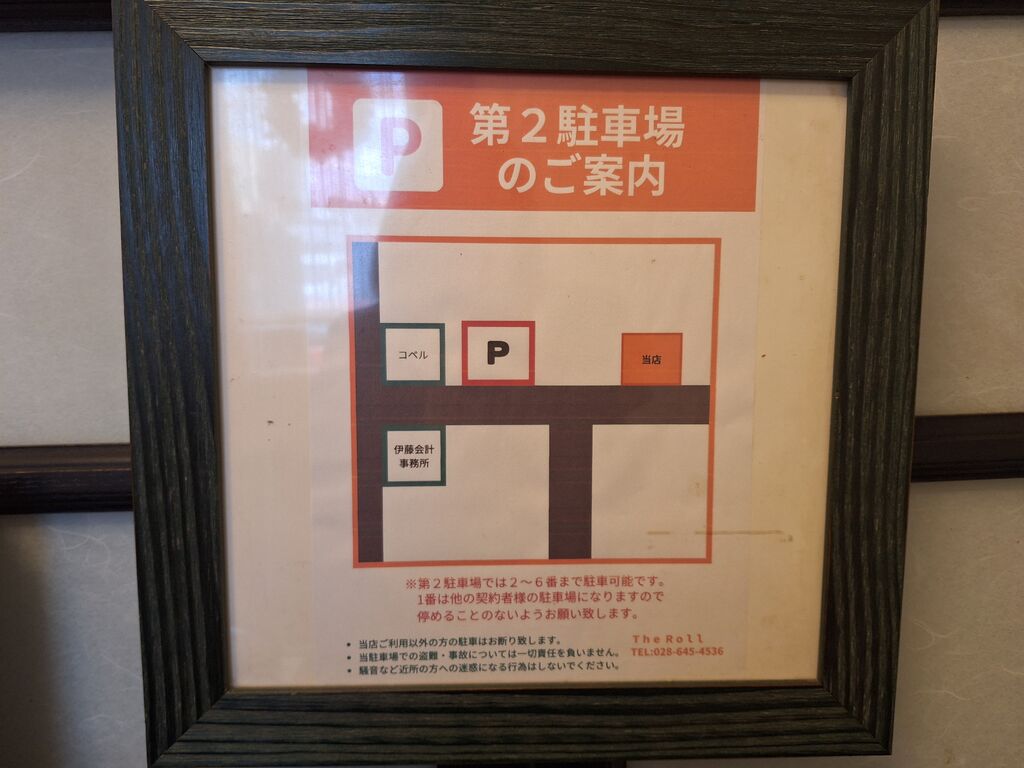 P
第２駐車場
のご案内
コペル
P
当店
伊藤会計
事務所
※第２駐車場では２～６番まで駐車可能です。
1番は他の契約者様の駐車場になりますので
停めることのないようお願い致します。
• 当店ご利用以外の方の駐車はお断り致します。
• 当駐車場での盗難・事故については一切責任を負いません。
• 騒音など近所の方への迷惑になる行為はしないでください。
The Roll
TEL:028-645-4536